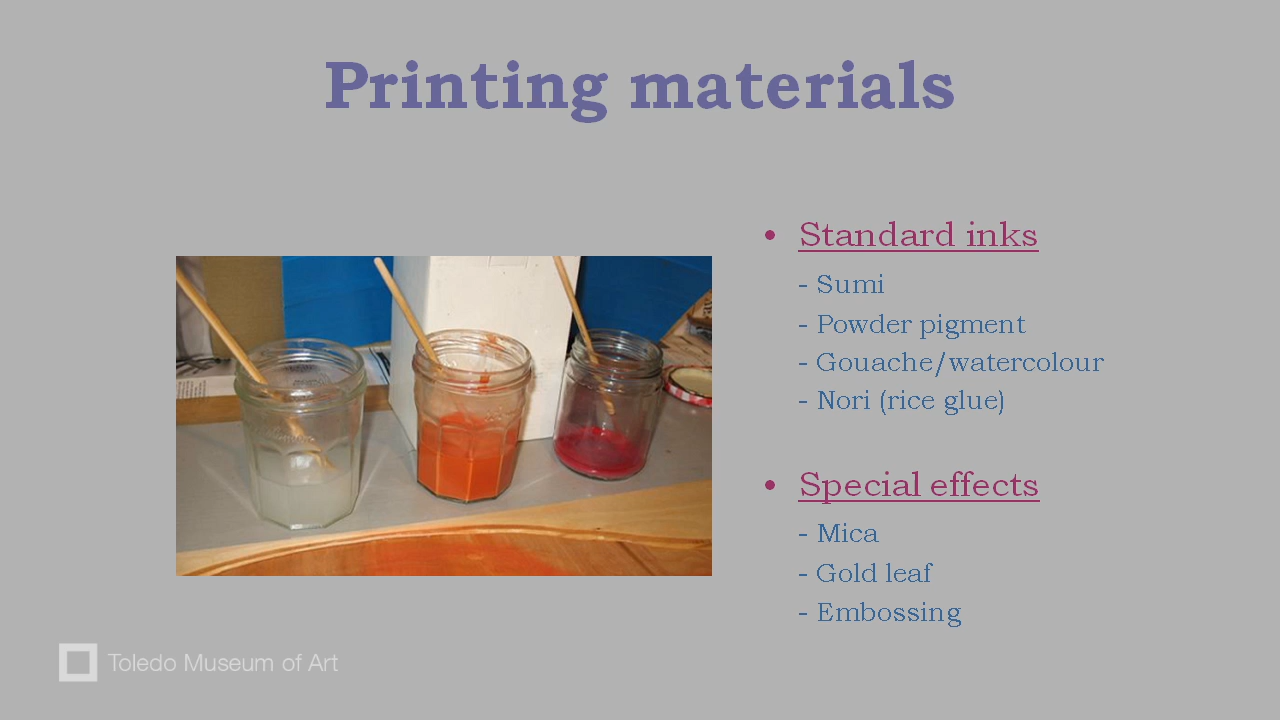 Printing materials
• Standard inks
- Sumi
- Powder pigment
- Gouache/watercolour
- Nori (rice glue)
• Special effects
- Mica
- Gold leaf
- Embossing
Toledo Museum of Art